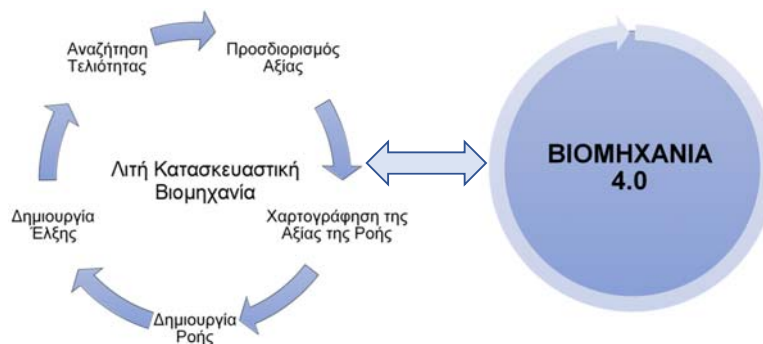 Αναζήτηση
Τελιότητας
Προσδιορισμός
Αξίας
Λιτή Κατασκευαστική
Βιομηχανία
Δημιουργία
Έλξης
Χαρτογράφηση της
Αξίας της Ροής
Δημιουργία
Ροής
ΒΙΟΜΗΧΑΝΙΑ
4.0